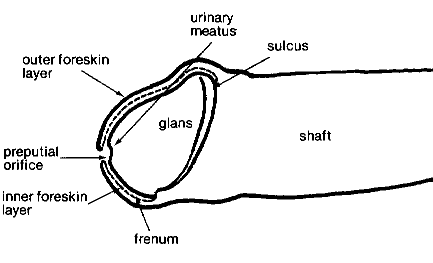 urinary
meatus
sulcus
outer foreskin
layer
glans
shaft
preputial
orifice
inner foreskin
layer
frenum